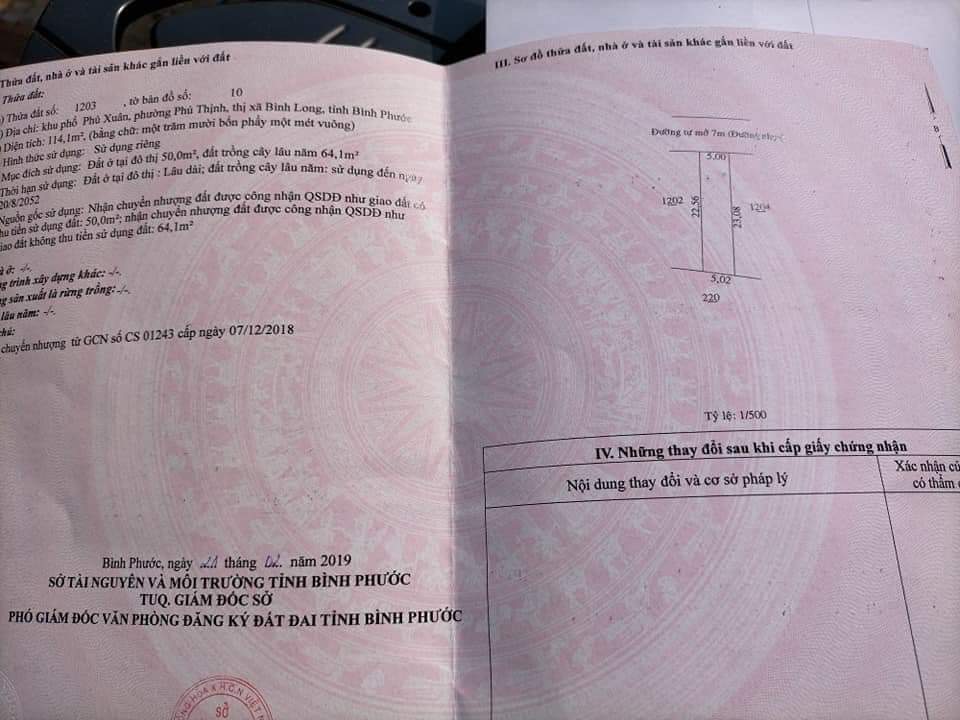 Thửa đất, nhà ở và tài sản khác gắn liền với đất
Thửa đất:
) Thửa đất số: 1203 , tờ bản đồ số: 10
) Địa chỉ: khu phố Phú Xuân, phường Phú Thịnh, thị xã Bình Long, tỉnh Bình Phước
) Diện tích: 114,1m², (bằng chữ: một trăm mười bốn phẩy một mét vuông)
Hình thức sử dụng: Sử dụng riêng
Mục đích sử dụng: Đất ở tại đô thị 50,0m², đất trồng cây lâu năm 64,1m²
Thời hạn sử dụng: Đất ở tại đô thị : Lâu dài; đất trồng cây lâu năm: sử dụng đến ngày
20/8/2052
Nguồn gốc sử dụng: Nhận chuyển nhượng đất được công nhận QSDĐ như giao đất có
thu tiền sử dụng đất: 50,0m²; nhận chuyển nhượng đất được công nhận QSDĐ như
giao đất không thu tiền sử dụng đất: 64,1m²
à ở: -/-.
ng trình xây dựng khác: -/-.
ng sản xuất là rừng trồng: -/-.
lâu năm: -/-.
chú:
chuyển nhượng từ GCN số CS 01243 cấp ngày 07/12/2018
Bình Phước, ngày 21 tháng 02 năm 2019
SỞ TÀI NGUYÊN VÀ MÔI TRƯỜNG TỈNH BÌNH PHƯỚC
TUQ. GIÁM ĐỐC SỞ
PHÓ GIÁM ĐỐC VĂN PHÒNG ĐĂNG KÝ ĐẤT ĐAI TỈNH BÌNH PHƯỚC
SỞ
III. Sơ đồ thửa đất, nhà ở và tài sản khác gắn liền với đất
B
Đường tự mở 7m
5,00
1202
22,56
23,08
1204
5,02
220
Tỷ lệ: 1/500
IV. Những thay đổi sau khi cấp giấy chứng nhận
Nội dung thay đổi và cơ sở pháp lý
Xác nhận củ
có thẩm